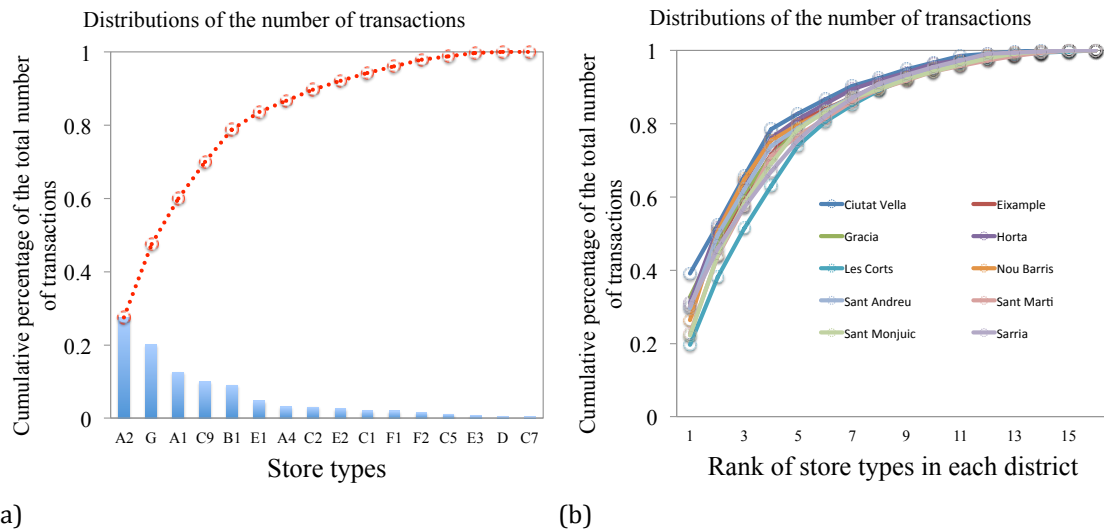 Distributions of the number of transactions
Cumulative percentage of the total number
of transactions
1
0.8
0.6
0.4
0.2
0
A2 G A1 C9 B1 E1 A4 C2 E2 C1 F1 F2 C5 E3 D C7
Store types
a)
Distributions of the number of transactions
Cumulative percentage of the total number
of transactions
1
0.8
0.6
0.4
0.2
0
Ciutat Vella Eixample
Gracia Horta
Les Corts Nou Barris
Sant Andreu Sant Marti
Sant Monjuic Sarria
1 3 5 7 9 11 13 15
Rank of store types in each district
(b)